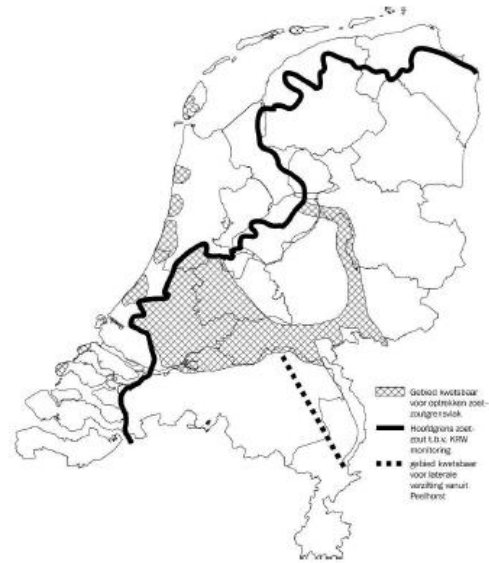 Gebied kwetsbaar
voor optrekken zoet-
zoutgrensvlak
Hoofdgrens zoet-
zout t.b.v. KRW
monitoring
gebied kwetsbaar
voor laterale
verzilting vanuit
Peelhorst